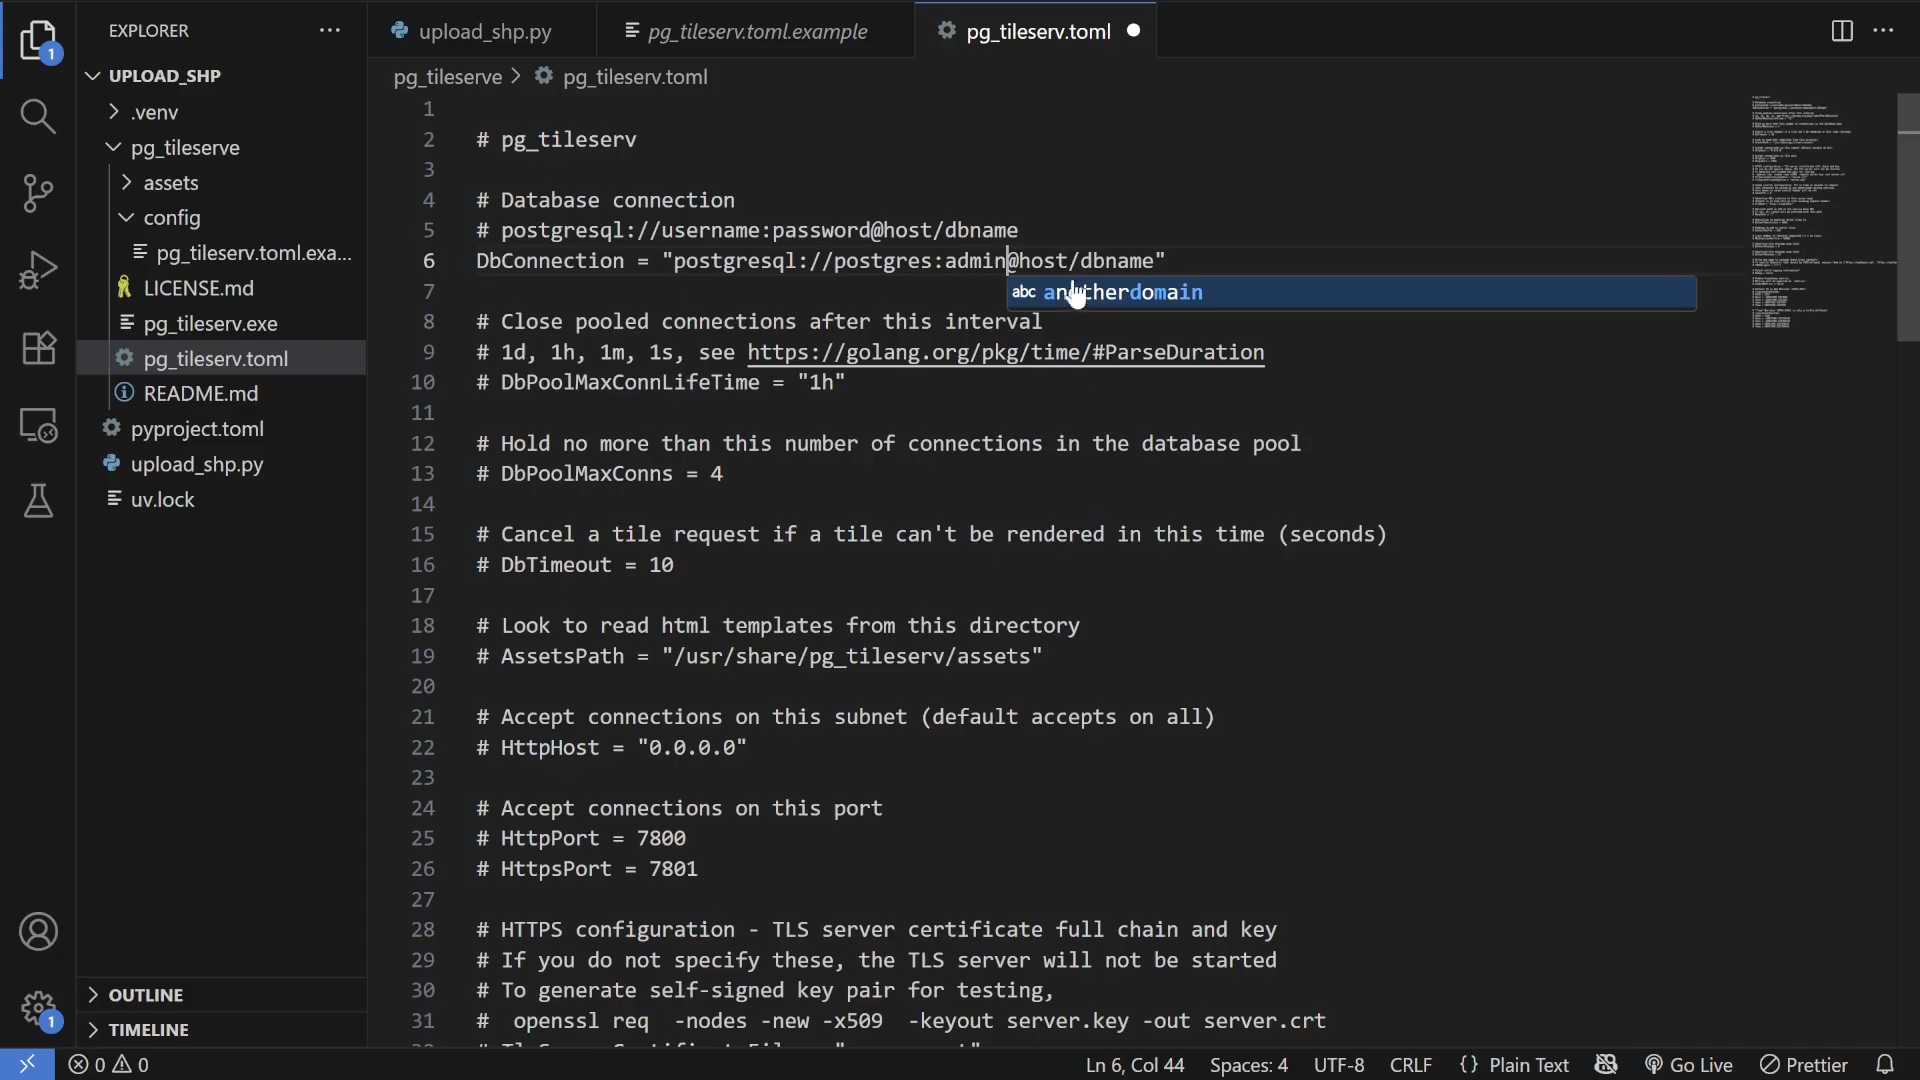 EXPLORER
1
UPLOAD_SHP
.venv
pg_tileserve
assets
config
pg_tileserv.toml.exa...
LICENSE.md
pg_tileserv.exe
pg_tileserv.toml
README.md
pyproject.toml
upload_shp.py
uv.lock
OUTLINE
TIMELINE
1
upload_shp.py
pg_tileserv.toml.example
pg_tileserv.toml
pg_tileserve > pg_tileserv.toml
1
2 # pg_tileserv
3
4 # Database connection
5 # postgresql://username:password@host/dbname
6 DbConnection = "postgresql://postgres:admin@host/dbname"
7
abc anotherdomain
8 # Close pooled connections after this interval
9 # 1d, 1h, 1m, 1s, see https://golang.org/pkg/time/#ParseDuration
10 # DbPoolMaxConnLifeTime = "1h"
11
12 # Hold no more than this number of connections in the database pool
13 # DbPoolMaxConns = 4
14
15 # Cancel a tile request if a tile can't be rendered in this time (seconds)
16 # DbTimeout = 10
17
18 # Look to read html templates from this directory
19 # AssetsPath = "/usr/share/pg_tileserv/assets"
20
21 # Accept connections on this subnet (default accepts on all)
22 # HttpHost = "0.0.0.0"
23
24 # Accept connections on this port
25 # HttpPort = 7800
26 # HttpsPort = 7801
27
28 # HTTPS configuration - TLS server certificate full chain and key
29 # If you do not specify these, the TLS server will not be started
30 # To generate self-signed key pair for testing,
31 #  openssl req  -nodes -new -x509  -keyout server.key -out server.crt
0 0
Ln 6, Col 44
Spaces: 4
UTF-8
CRLF
{} Plain Text
Go Live
Prettier